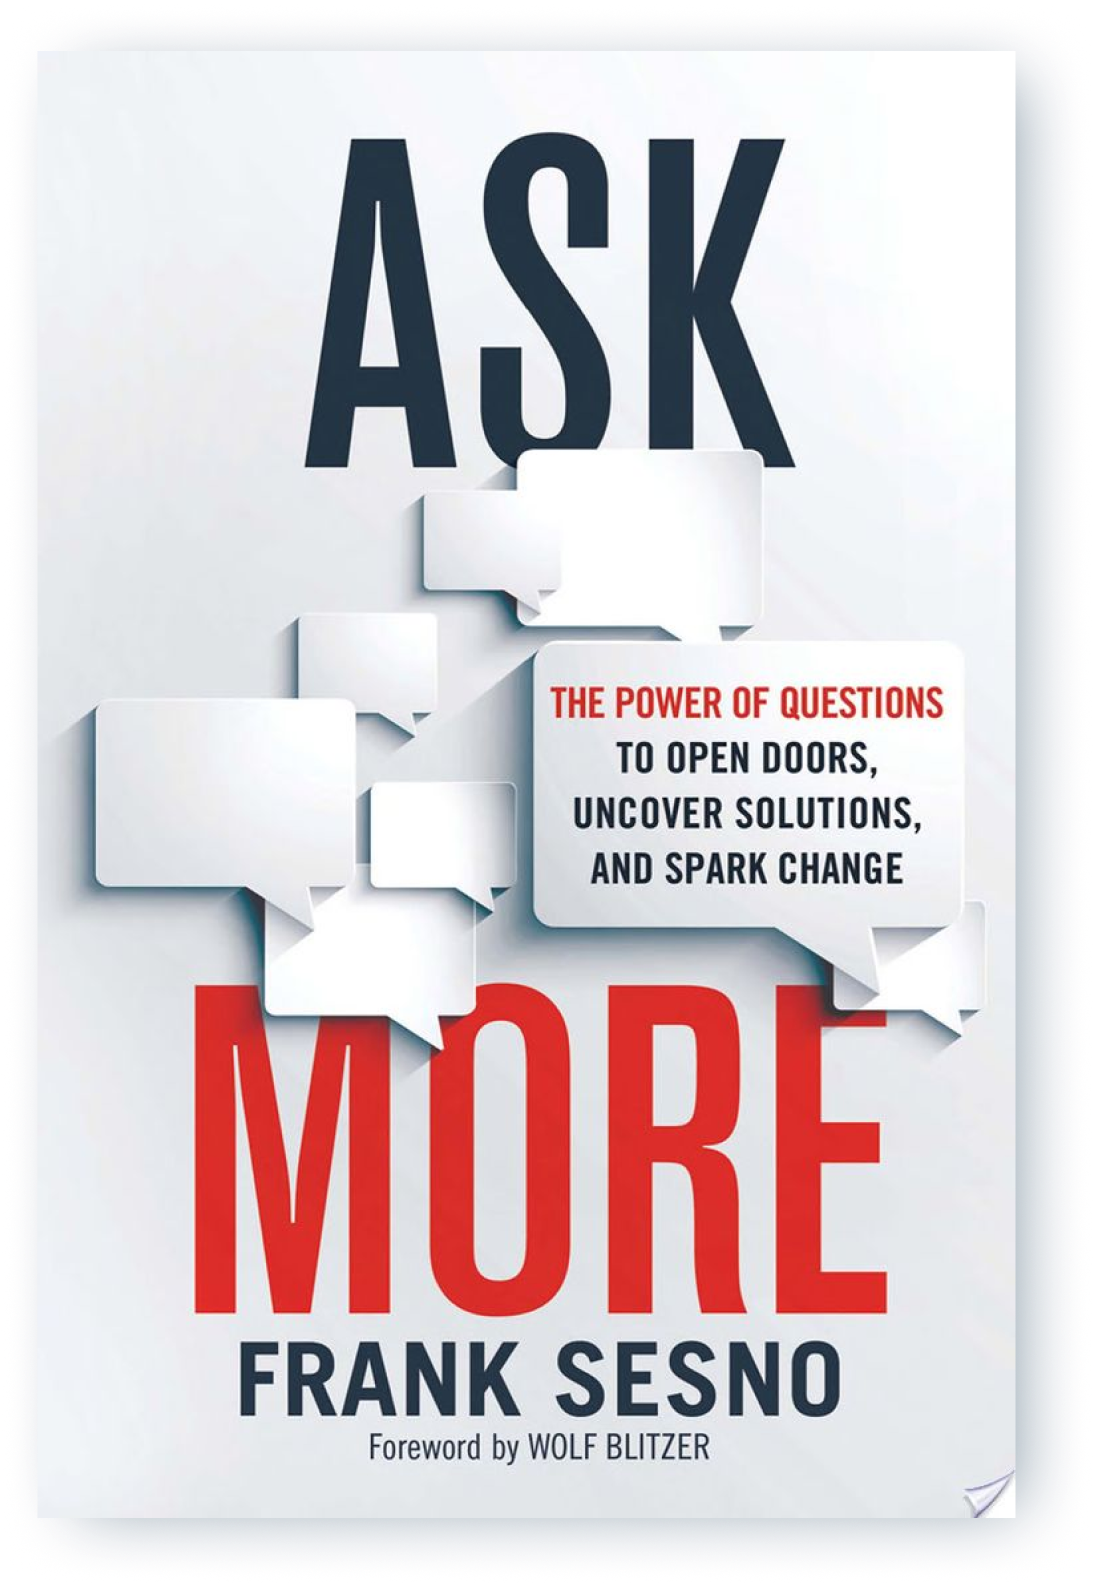 ASK
THE POWER OF QUESTIONS
TO OPEN DOORS,
UNCOVER SOLUTIONS,
AND SPARK CHANGE
MORE
FRANK SESNO
Foreword by WOLF BLITZER